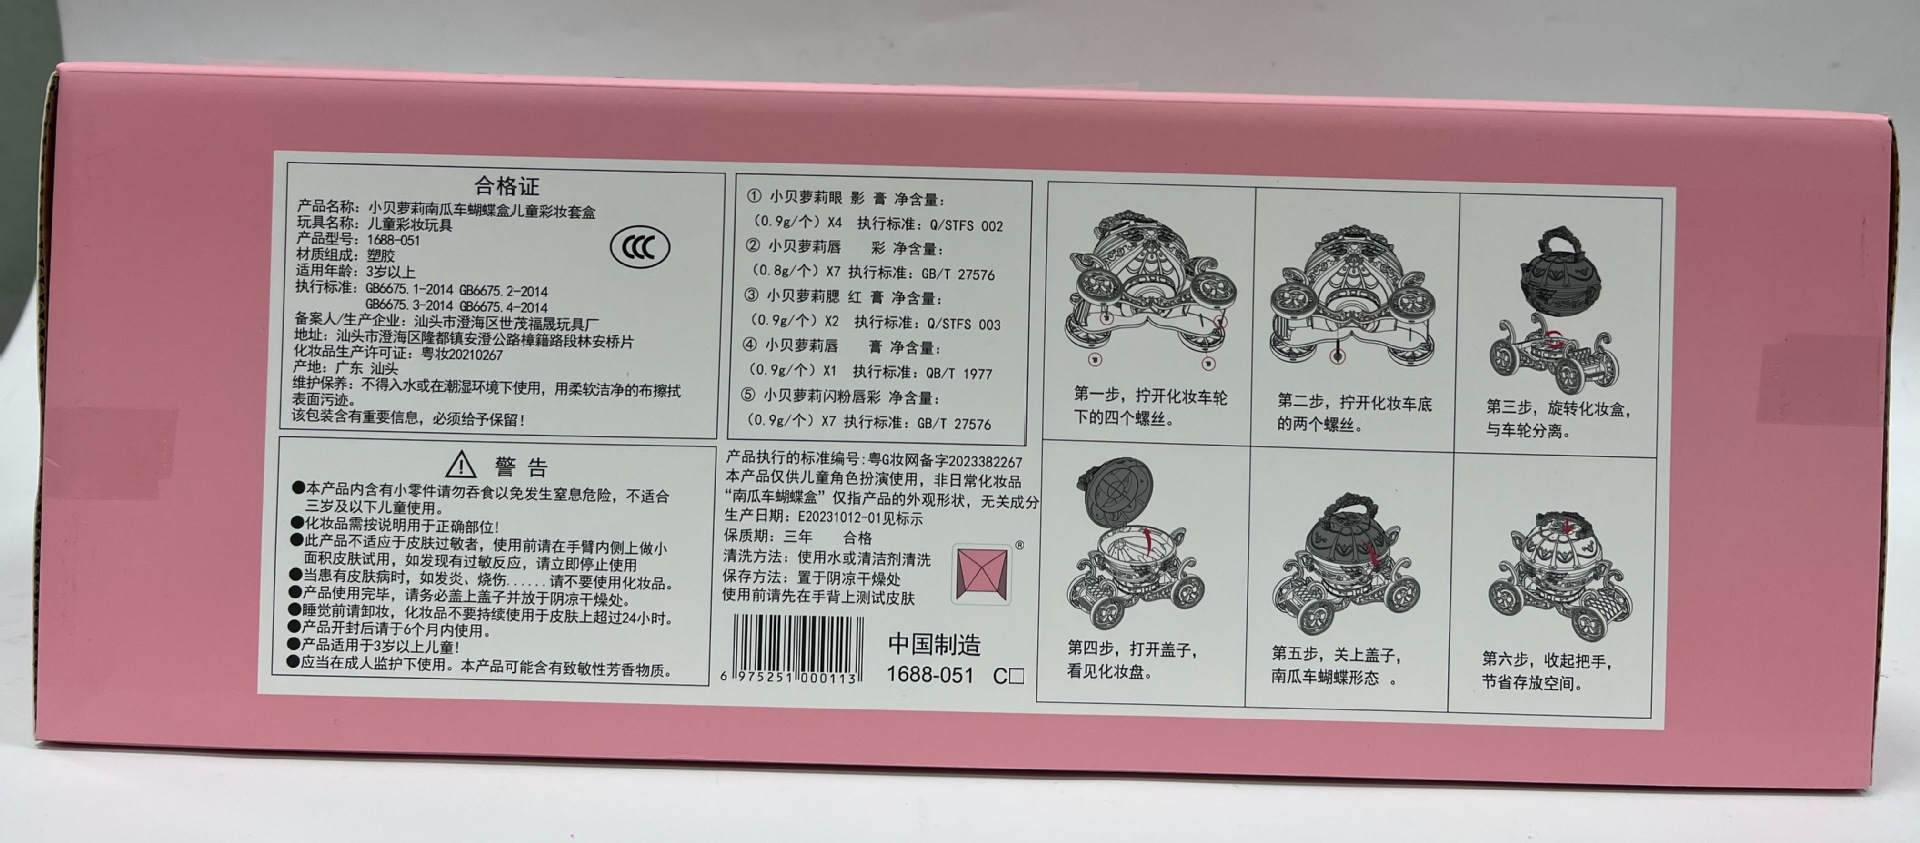 合格证
产品名称：小贝萝莉南瓜车蝴蝶盒儿童彩妆套盒
玩具名称：儿童彩妆玩具
产品型号：1688-051
材质组成：塑胶
适用年龄：3岁以上
执行标准：GB6675.1-2014 GB6675.2-2014
GB6675.3-2014 GB6675.4-2014
备案人/生产企业：汕头市澄海区世茂福晟玩具厂
地址：汕头市澄海区隆都镇安澄公路樟籍路段林安桥片
化妆品生产许可证：粤妆20210267
产地：广东 汕头
维护保养：不得入水或在潮湿环境下使用，用柔软洁净的布擦拭
表面污迹。
该包装含有重要信息，必须给予保留！
CCC
警告
●本产品内含有小零件请勿吞食以免发生窒息危险，不适合
三岁及以下儿童使用。
●化妆品需按说明用于正确部位！
●此产品不适应于皮肤过敏者，使用前请在手臂内侧上做小
面积皮肤试用，如发现有过敏反应，请立即停止使用
●当患有皮肤病时，如发炎、烧伤......请不要使用化妆品。
●产品使用完毕，请务必盖上盖子并放于阴凉干燥处。
●睡觉前请卸妆，化妆品不要持续使用于皮肤上超过24小时。
●产品开封后请于6个月内使用。
●产品适用于3岁以上儿童！
●应当在成人监护下使用。本产品可能含有致敏性芳香物质。
① 小贝萝莉眼 影 膏 净含量：
（0.9g/个）X4 执行标准：Q/STFS 002
② 小贝萝莉唇 彩 净含量：
（0.8g/个）X7 执行标准：GB/T 27576
③ 小贝萝莉腮 红 膏 净含量：
（0.9g/个）X2 执行标准：Q/STFS 003
④ 小贝萝莉唇 膏 净含量：
（0.9g/个）X1 执行标准：QB/T 1977
⑤ 小贝萝莉闪粉唇彩 净含量：
（0.9g/个）X7 执行标准：GB/T 27576
产品执行的标准编号：粤G妆网备字2023382267
本产品仅供儿童角色扮演使用，非日常化妆品
“南瓜车蝴蝶盒”仅指产品的外观形状，无关成分
生产日期：E20231012-01见标示
保质期：三年 合格
清洗方法：使用水或清洁剂清洗
保存方法：置于阴凉干燥处
使用前请先在手背上测试皮肤
®
6 975251 000113
中国制造
1688-051 C□
第一步，拧开化妆车轮
下的四个螺丝。
第二步，拧开化妆车底
的两个螺丝。
第三步，旋转化妆盒，
与车轮分离。
第四步，打开盖子，
看见化妆盘。
第五步，关上盖子，
南瓜车蝴蝶形态 。
第六步，收起把手，
节省存放空间。